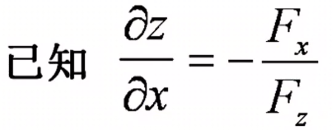 已知 ∂z/∂x = -F_x/F_z